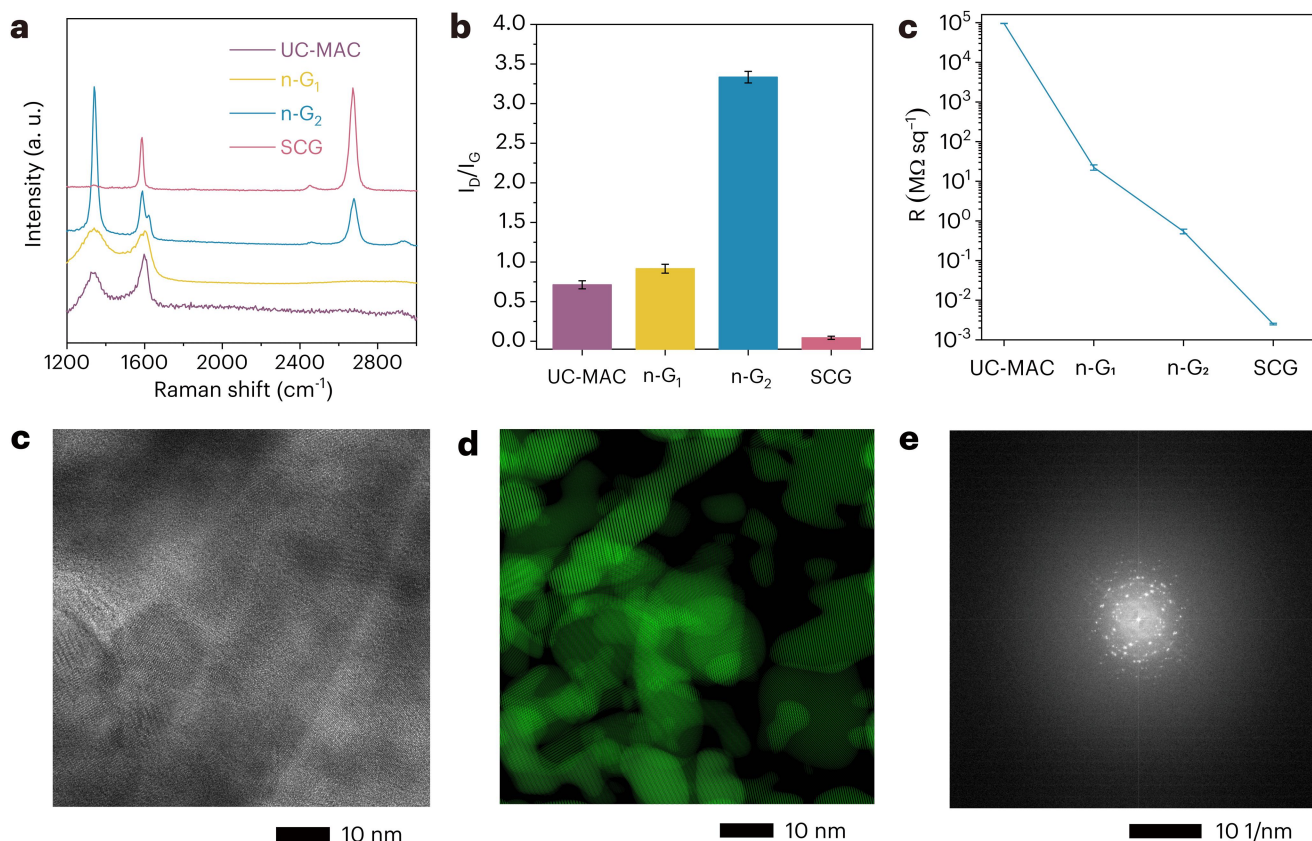 a
UC-MAC
n-G₁
n-G₂
SCG
Intensity (a. u.)
1200 1600 2000 2400 2800
Raman shift (cm⁻¹)
b
4.0
3.5
3.0
2.5
2.0
1.5
1.0
0.5
0.0
I_D/I_G
UC-MAC n-G₁ n-G₂ SCG
c
10⁵
10⁴
10³
10²
10¹
10⁰
10⁻¹
10⁻²
10⁻³
R (MΩ sq⁻¹)
UC-MAC n-G₁ n-G₂ SCG
c
10 nm
d
10 nm
e
10 1/nm